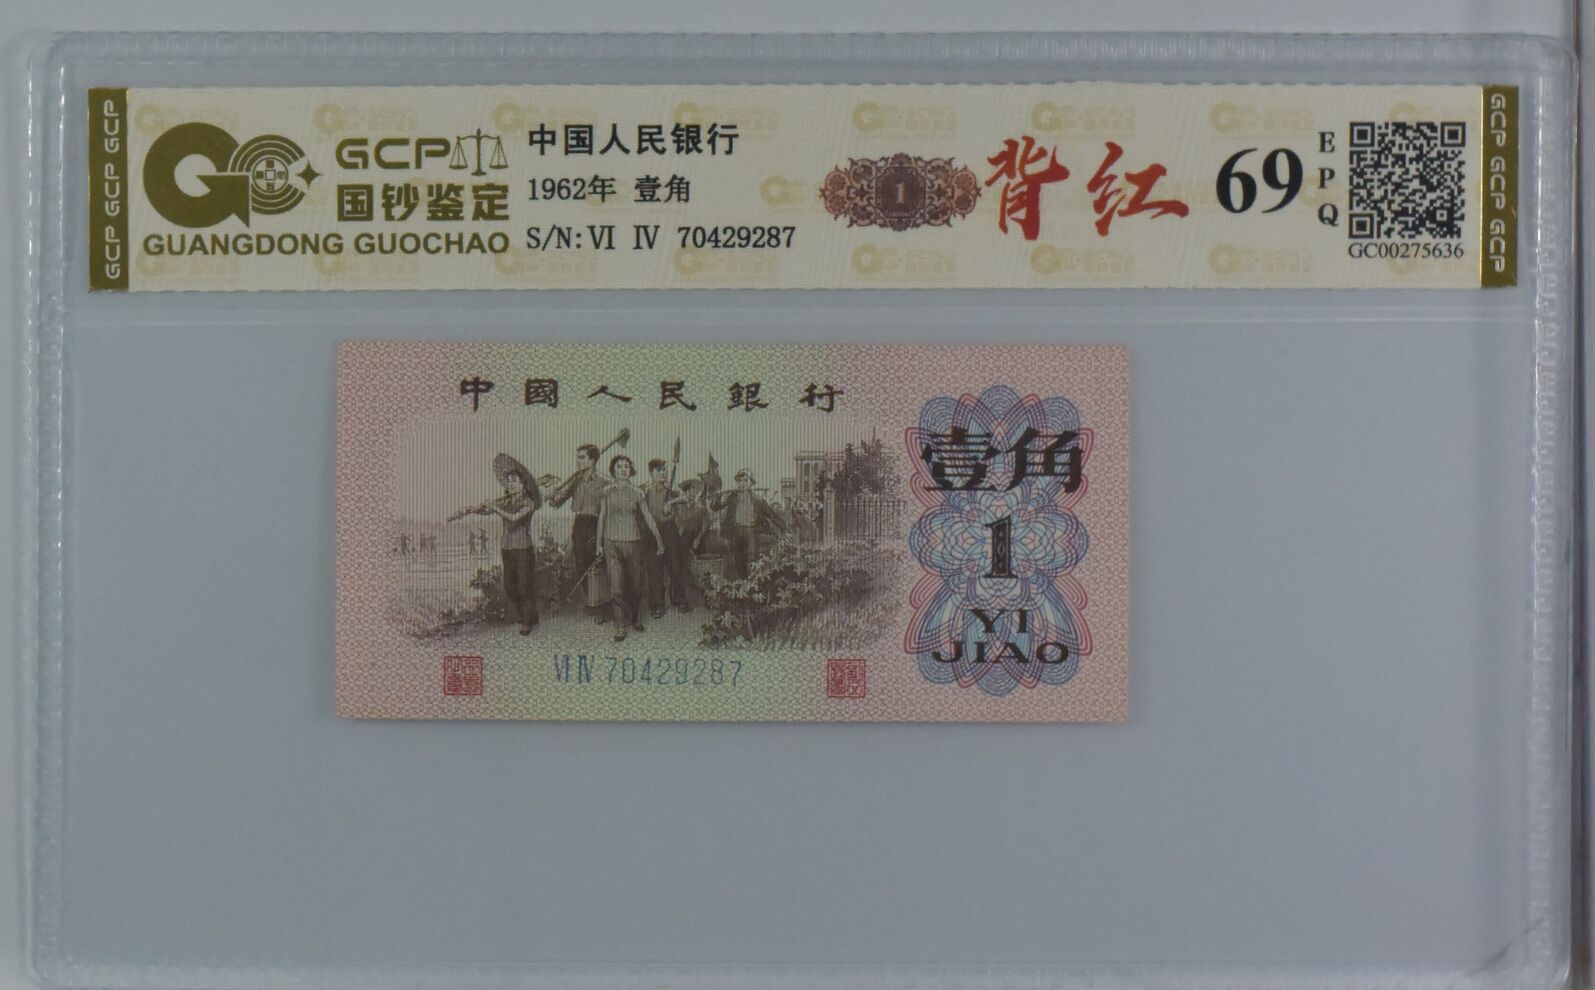 GCP GCP GCP
GCP
国钞鉴定
GUANGDONG GUOCHAO
中国人民银行
1962年 壹角
S/N: VI IV 70429287
1
背红
69
EPQ
GC00275636
GCP GCP GCP
中國人民銀行
壹角
1
YI
JIAO
VI IV 70429287